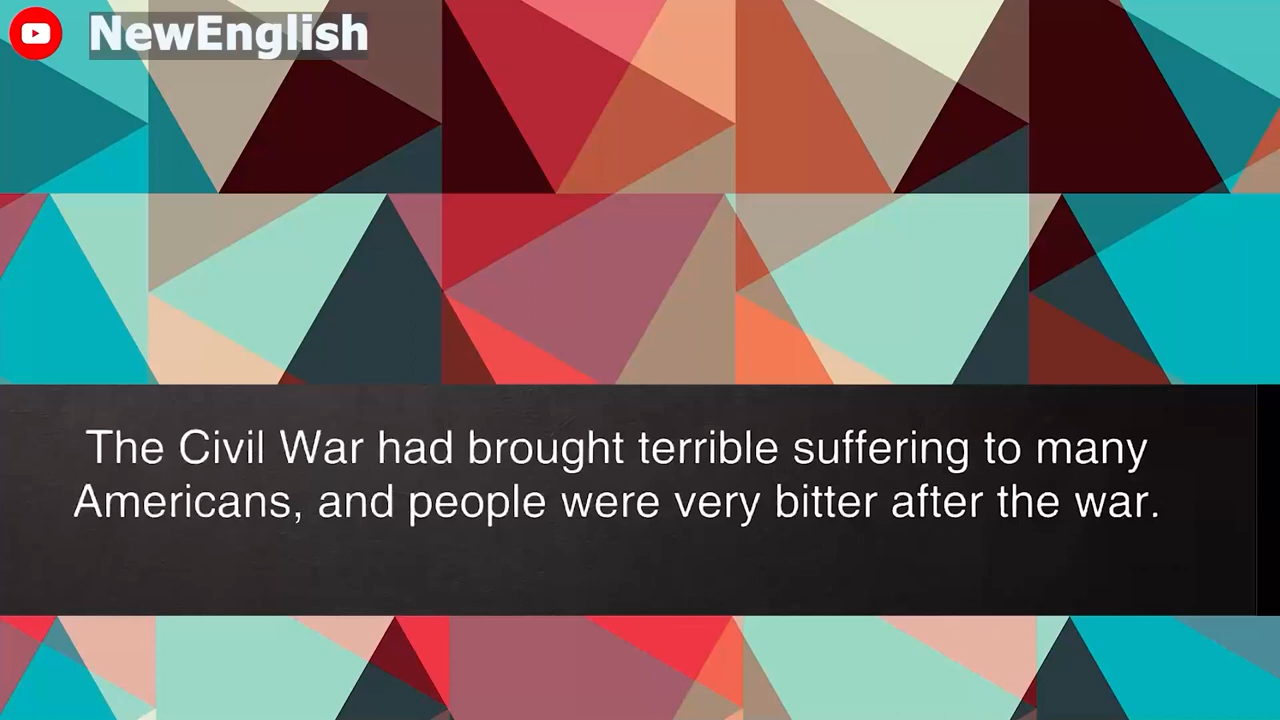 NewEnglish
The Civil War had brought terrible suffering to many
Americans, and people were very bitter after the war.